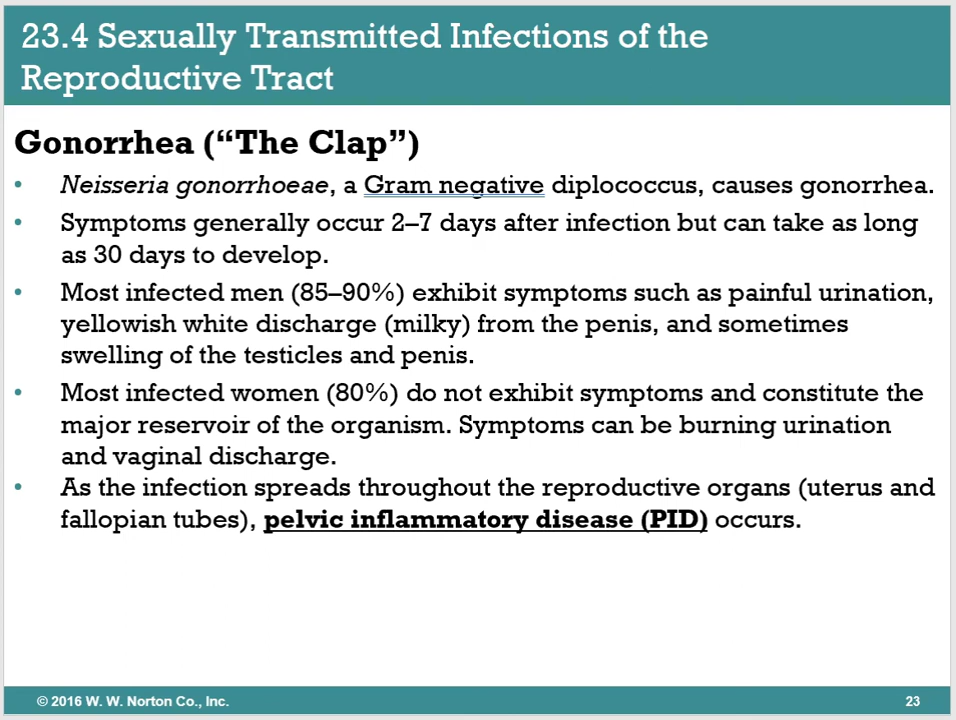 23.4 Sexually Transmitted Infections of the
Reproductive Tract
Gonorrhea (“The Clap”)
• Neisseria gonorrhoeae, a Gram negative diplococcus, causes gonorrhea.
• Symptoms generally occur 2–7 days after infection but can take as long
as 30 days to develop.
• Most infected men (85–90%) exhibit symptoms such as painful urination,
yellowish white discharge (milky) from the penis, and sometimes
swelling of the testicles and penis.
• Most infected women (80%) do not exhibit symptoms and constitute the
major reservoir of the organism. Symptoms can be burning urination
and vaginal discharge.
• As the infection spreads throughout the reproductive organs (uterus and
fallopian tubes), pelvic inflammatory disease (PID) occurs.
© 2016 W. W. Norton Co., Inc.
23